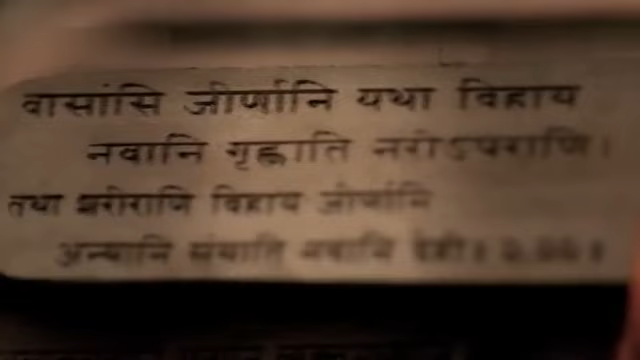 वासांसि जीर्णानि यथा विहाय
नवानि गृह्णाति नरोऽपराणि।
तथा शरीराणि विहाय जीर्णानि
अन्यानि संयाति नवानि देही॥